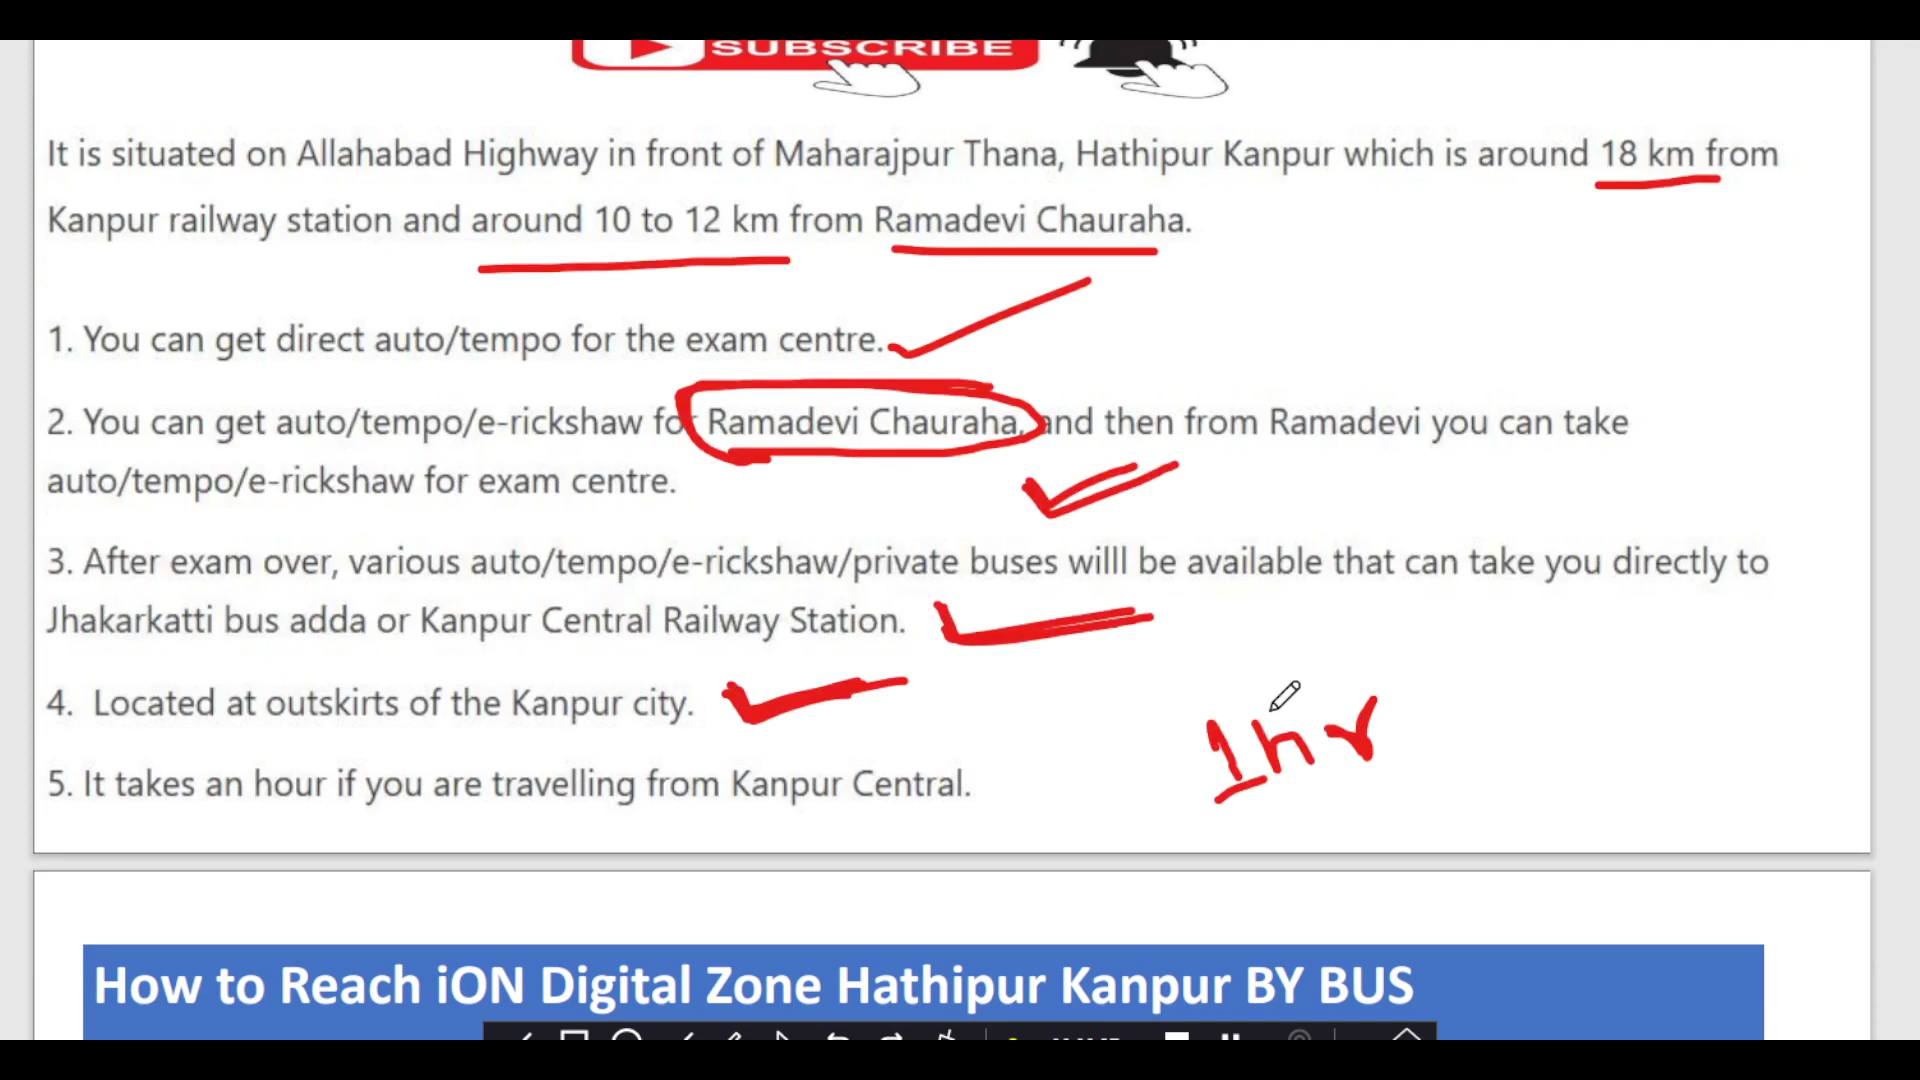 SUBSCRIBE
It is situated on Allahabad Highway in front of Maharajpur Thana, Hathipur Kanpur which is around 18 km from
Kanpur railway station and around 10 to 12 km from Ramadevi Chauraha.
1. You can get direct auto/tempo for the exam centre.
2. You can get auto/tempo/e-rickshaw for Ramadevi Chauraha, and then from Ramadevi you can take
auto/tempo/e-rickshaw for exam centre.
3. After exam over, various auto/tempo/e-rickshaw/private buses willl be available that can take you directly to
Jhakarkatti bus adda or Kanpur Central Railway Station.
4. Located at outskirts of the Kanpur city.
1hr
5. It takes an hour if you are travelling from Kanpur Central.
How to Reach iON Digital Zone Hathipur Kanpur BY BUS